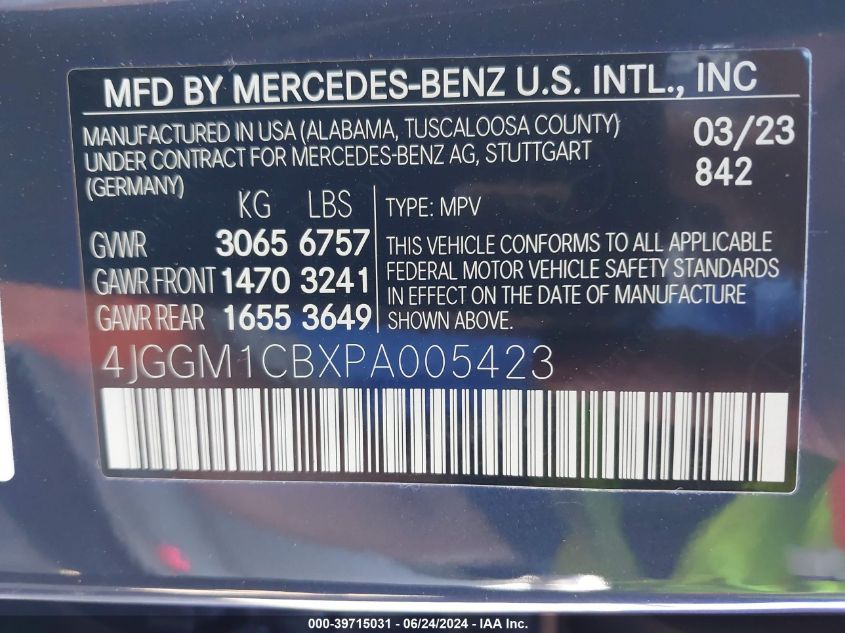 MFD BY MERCEDES-BENZ U.S. INTL., INC
MANUFACTURED IN USA (ALABAMA, TUSCALOOSA COUNTY)
UNDER CONTRACT FOR MERCEDES-BENZ AG, STUTTGART
(GERMANY)
03/23
842
KG LBS
GVWR 3065 6757
GAWR FRONT 1470 3241
GAWR REAR 1655 3649
TYPE: MPV
THIS VEHICLE CONFORMS TO ALL APPLICABLE
FEDERAL MOTOR VEHICLE SAFETY STANDARDS
IN EFFECT ON THE DATE OF MANUFACTURE
SHOWN ABOVE.
4JGGM1CBXPA005423
000-39715031 - 06/24/2024 - IAA Inc.